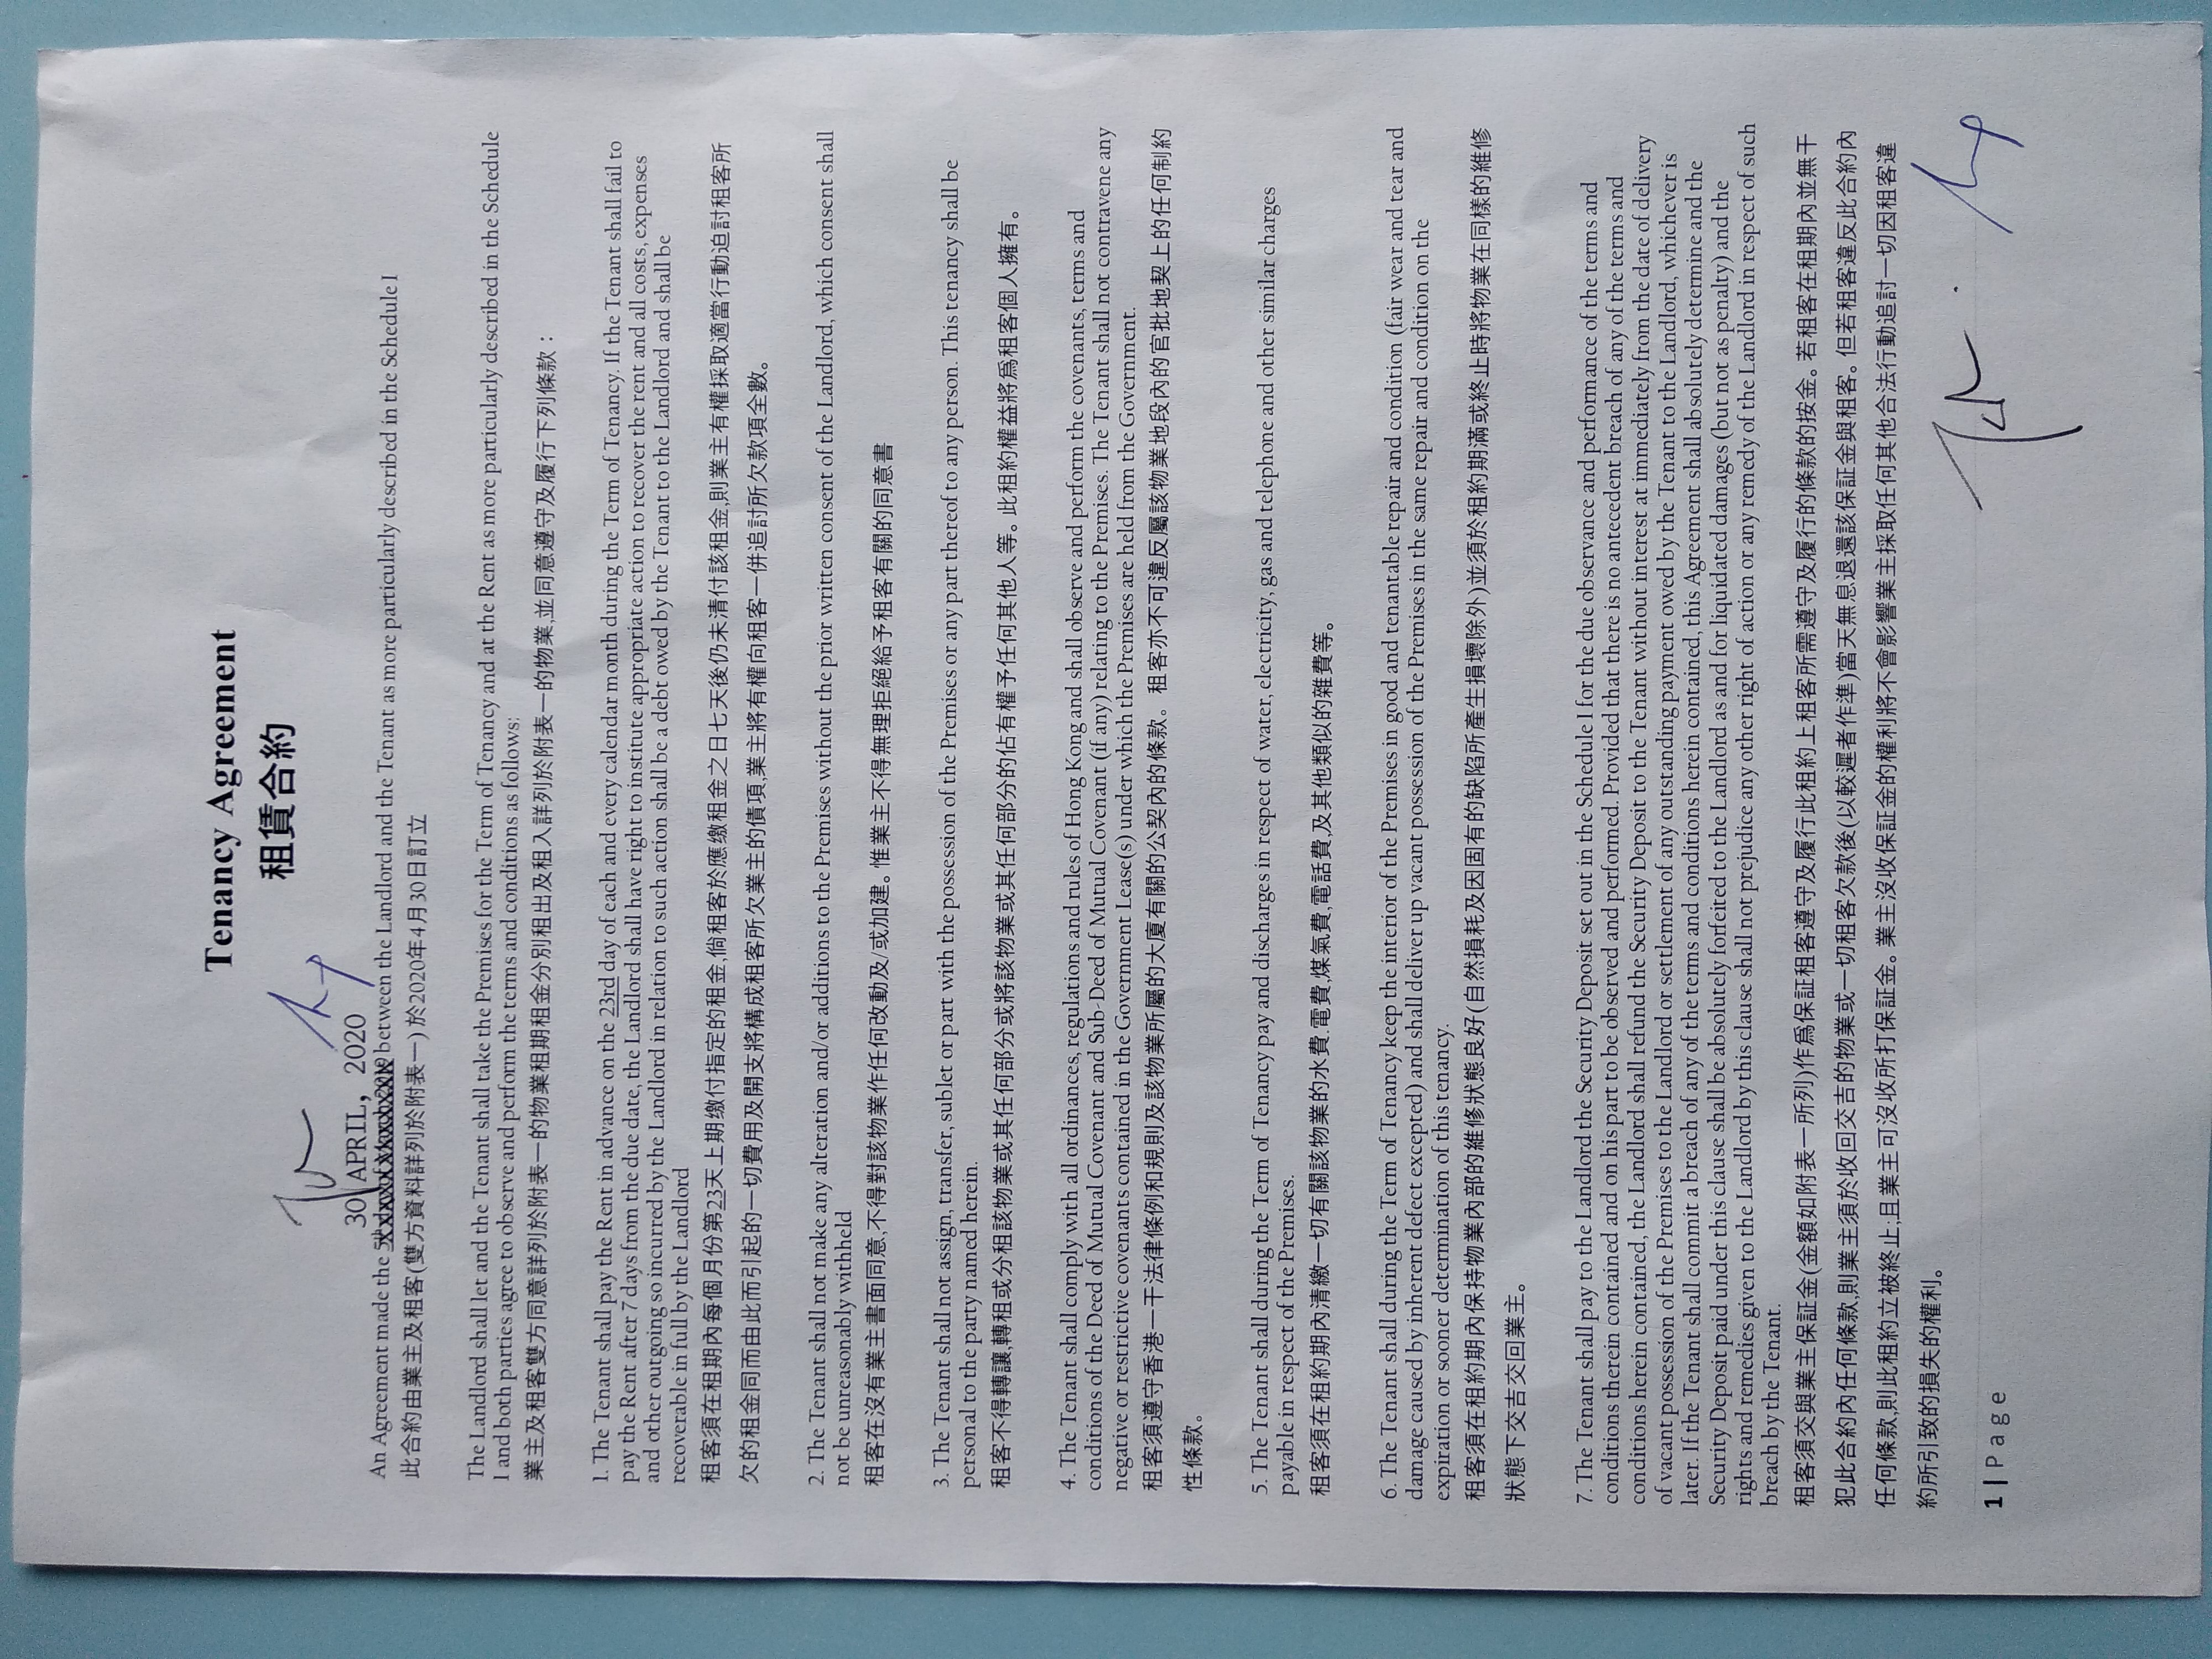 Tenancy Agreement
租賃合約
30 APRIL, 2020
An Agreement made the between the Landlord and the Tenant as more particularly described in the Schedule I
此合約由業主及租客(雙方資料詳列於附表一)於2020年4月30日訂立
The Landlord shall let and the Tenant shall take the Premises for the Term of Tenancy and at the Rent as more particularly described in the Schedule
I and both parties agree to observe and perform the terms and conditions as follows:
業主及租客雙方同意詳列於附表一的物業租期租金分別租出及租入詳列於附表一的物業,並同意遵守及履行下列條款：
1. The Tenant shall pay the Rent in advance on the 23rd day of each and every calendar month during the Term of Tenancy. If the Tenant shall fail to
pay the Rent after 7 days from the due date, the Landlord shall have right to institute appropriate action to recover the rent and all costs, expenses
and other outgoing so incurred by the Landlord in relation to such action shall be a debt owed by the Tenant to the Landlord and shall be
recoverable in full by the Landlord
租客須在租期內每個月份第23天上期缴付指定的租金,倘租客於應缴租金之日七天後仍未清付該租金,則業主有權採取適當行動迫討租客所
欠的租金同而由此而引起的一切費用及開支將構成租客所欠業主的債項,業主將有權向租客一併追討所欠款項全數。
2. The Tenant shall not make any alteration and/or additions to the Premises without the prior written consent of the Landlord, which consent shall
not be unreasonably withheld
租客在沒有業主書面同意,不得對該物業作任何改動及/或加建。惟業主不得無理拒絕給予租客有關的同意書
3. The Tenant shall not assign, transfer, sublet or part with the possession of the Premises or any part thereof to any person. This tenancy shall be
personal to the party named herein.
租客不得轉讓,轉租或分租該物業或其任何部分或將該物業或其任何部分的佔有權予任何其他人等。此租約權益將爲租客個人擁有。
4. The Tenant shall comply with all ordinances, regulations and rules of Hong Kong and shall observe and perform the covenants, terms and
conditions of the Deed of Mutual Covenant and Sub-Deed of Mutual Covenant (if any) relating to the Premises. The Tenant shall not contravene any
negative or restrictive covenants contained in the Government Lease(s) under which the Premises are held from the Government.
租客須遵守香港一干法律條例和規則及該物業所屬的大廈有關的公契內的條款. 租客亦不可違反屬該物業地段內的官批地契上的任何制約
性條款。
5. The Tenant shall during the Term of Tenancy pay and discharges in respect of water, electricity, gas and telephone and other similar charges
payable in respect of the Premises.
租客須在租約期內清繳一切有關該物業的水費,電費,煤氣費,電話費,及其他類似的雜費等。
6. The Tenant shall during the Term of Tenancy keep the interior of the Premises in good and tenantable repair and condition (fair wear and tear and
damage caused by inherent defect excepted) and shall deliver up vacant possession of the Premises in the same repair and condition on the
expiration or sooner determination of this tenancy.
租客須在租約期內保持物業內部的維修狀態良好(自然損耗及因固有的缺陷所產生損壞除外)並須於租約期滿或終止時將物業在同樣的維修
狀態下交吉交回業主。
7. The Tenant shall pay to the Landlord the Security Deposit set out in the Schedule I for the due observance and performance of the terms and
conditions therein contained and on his part to be observed and performed. Provided that there is no antecedent breach of any of the terms and
conditions herein contained, the Landlord shall refund the Security Deposit to the Tenant without interest at immediately from the date of delivery
of vacant possession of the Premises to the Landlord or settlement of any outstanding payment owed by the Tenant to the Landlord, whichever is
later. If the Tenant shall commit a breach of any of the terms and conditions herein contained, this Agreement shall absolutely determine and the
Security Deposit paid under this clause shall be absolutely forfeited to the Landlord as and for liquidated damages (but not as penalty) and the
rights and remedies given to the Landlord by this clause shall not prejudice any other right of action or any remedy of the Landlord in respect of such
breach by the Tenant.
租客須交與業主保証金(金額如附表一所列)作爲保証租客遵守及履行此租約上租客所需遵守及履行的條款的按金。若租客在租期內並無干
犯此合約內任何條款,則業主須於收回交吉的物業或一切租客欠款後(以較遲者作準)當天無息退還該保証金與租客。但若租客違反此合約內
任何條款,則此租約立被終止;且業主可沒收所打保証金。業主沒收保証金的權利將不會影響業主採取任何其他合法行動追討一切因租客違
約所引致的損失的權利。
1 | Page